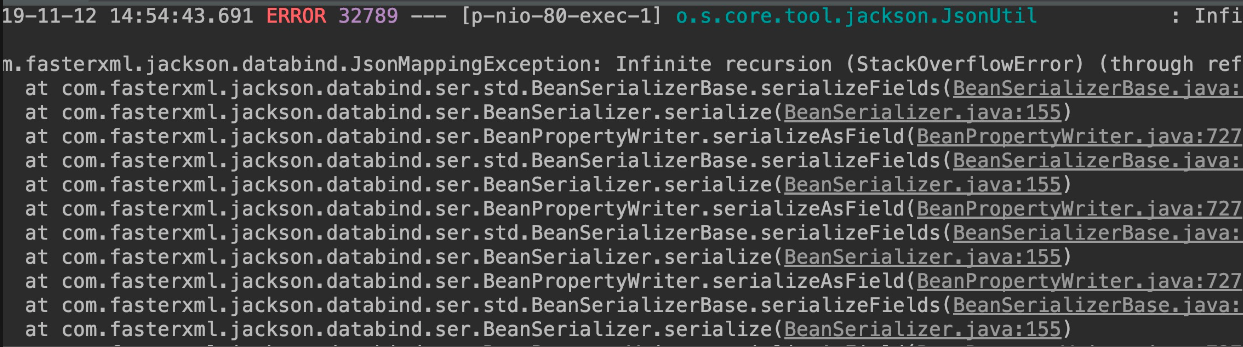 19-11-12 14:54:43.691 ERROR 32789 --- [p-nio-80-exec-1] o.s.core.tool.jackson.JsonUtil : Infi
m.fasterxml.jackson.databind.JsonMappingException: Infinite recursion (StackOverflowError) (through ref
at com.fasterxml.jackson.databind.ser.std.BeanSerializerBase.serializeFields(BeanSerializerBase.java:
at com.fasterxml.jackson.databind.ser.BeanSerializer.serialize(BeanSerializer.java:155)
at com.fasterxml.jackson.databind.ser.BeanPropertyWriter.serializeAsField(BeanPropertyWriter.java:727
at com.fasterxml.jackson.databind.ser.std.BeanSerializerBase.serializeFields(BeanSerializerBase.java:
at com.fasterxml.jackson.databind.ser.BeanSerializer.serialize(BeanSerializer.java:155)
at com.fasterxml.jackson.databind.ser.BeanPropertyWriter.serializeAsField(BeanPropertyWriter.java:727
at com.fasterxml.jackson.databind.ser.std.BeanSerializerBase.serializeFields(BeanSerializerBase.java:
at com.fasterxml.jackson.databind.ser.BeanSerializer.serialize(BeanSerializer.java:155)
at com.fasterxml.jackson.databind.ser.BeanPropertyWriter.serializeAsField(BeanPropertyWriter.java:727
at com.fasterxml.jackson.databind.ser.std.BeanSerializerBase.serializeFields(BeanSerializerBase.java:
at com.fasterxml.jackson.databind.ser.BeanSerializer.serialize(BeanSerializer.java:155)